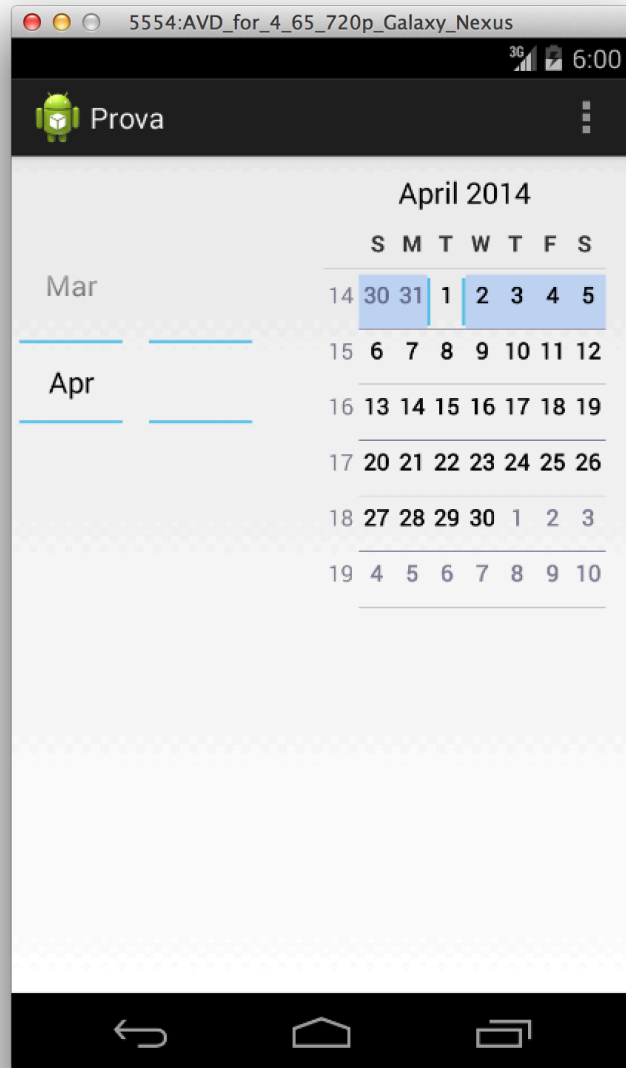 5554:AVD_for_4_65_720p_Galaxy_Nexus
3G 6:00
Prova
Mar
Apr
April 2014
S M T W T F S
14 30 31 1 2 3 4 5
15 6 7 8 9 10 11 12
16 13 14 15 16 17 18 19
17 20 21 22 23 24 25 26
18 27 28 29 30 1 2 3
19 4 5 6 7 8 9 10